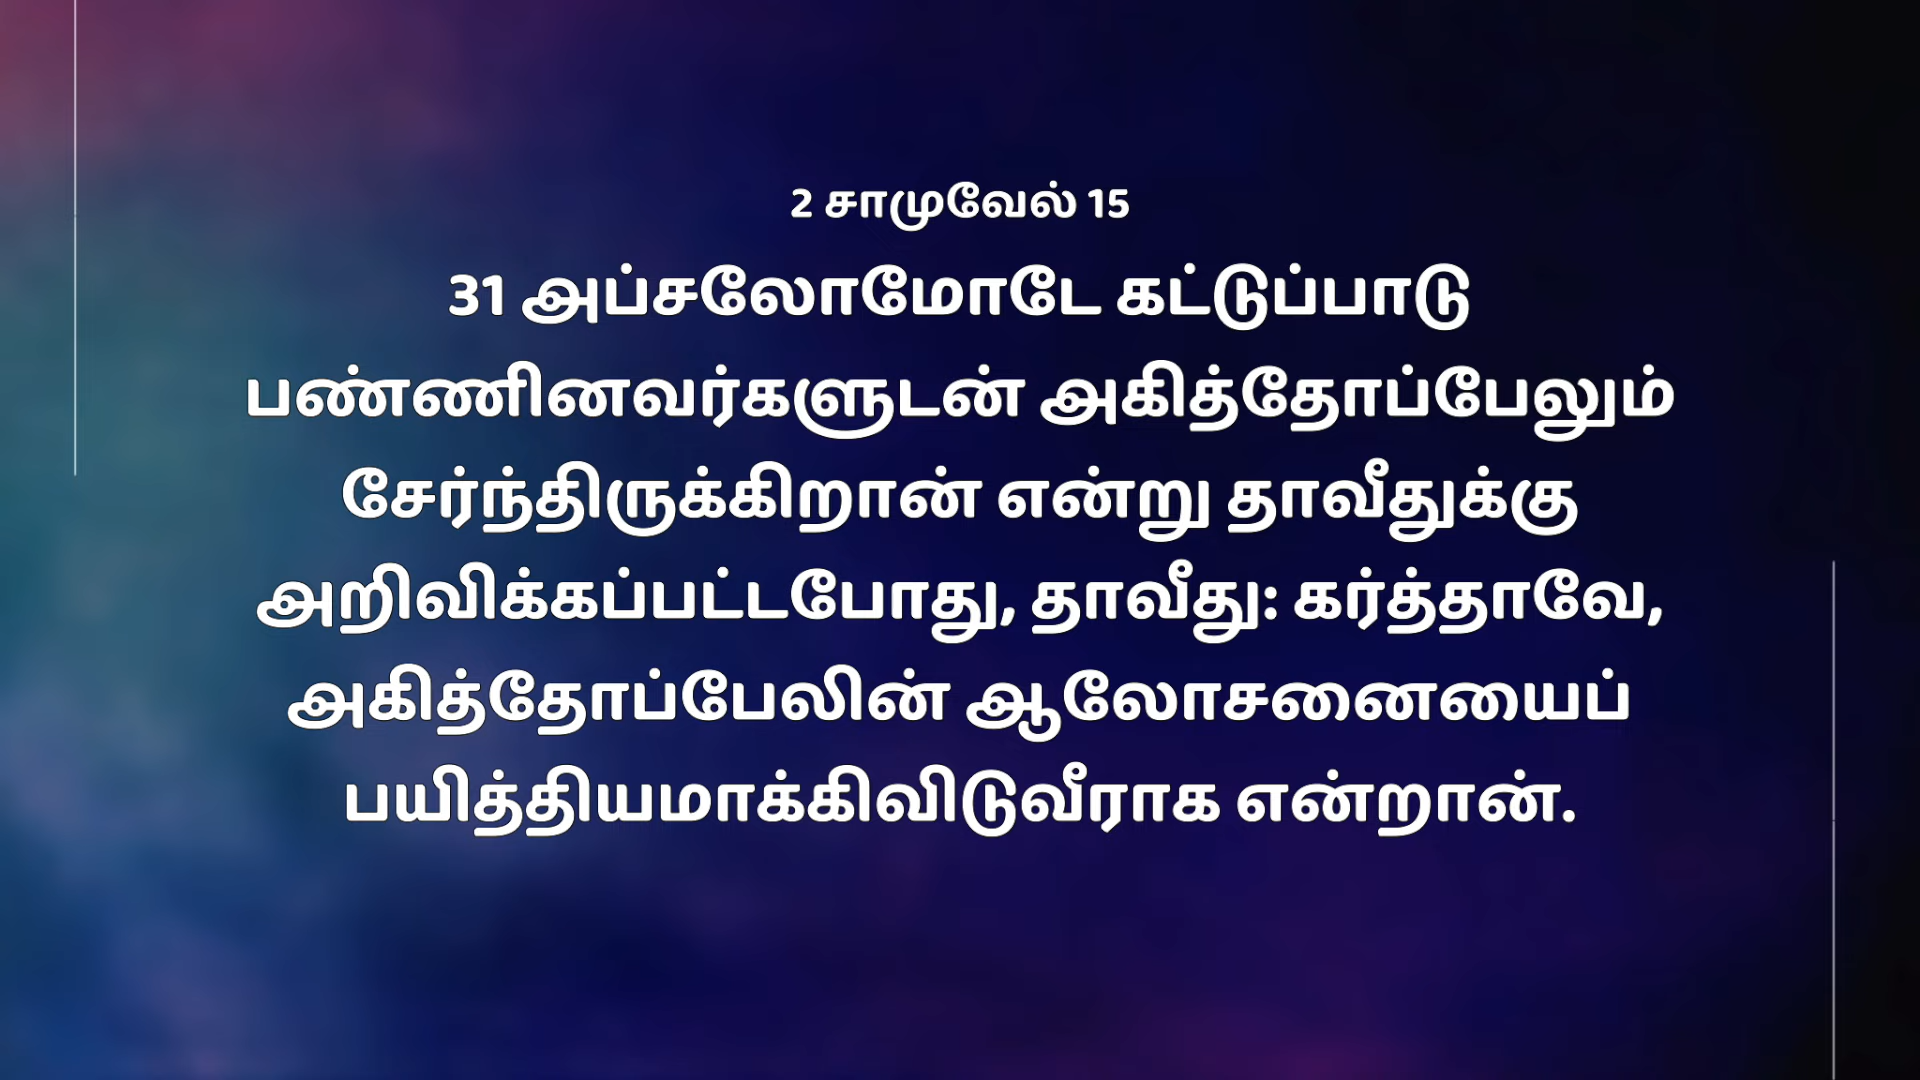 2 சாமுவேல் 15
31 அப்சலோமோடே கட்டுப்பாடு
பண்ணினவர்களுடன் அகித்தோப்பேலும்
சேர்ந்திருக்கிறான் என்று தாவீதுக்கு
அறிவிக்கப்பட்டபோது, தாவீது: கர்த்தாவே,
அகித்தோப்பேலின் ஆலோசனையைப்
பயித்தியமாக்கிவிடுவீராக என்றான்.